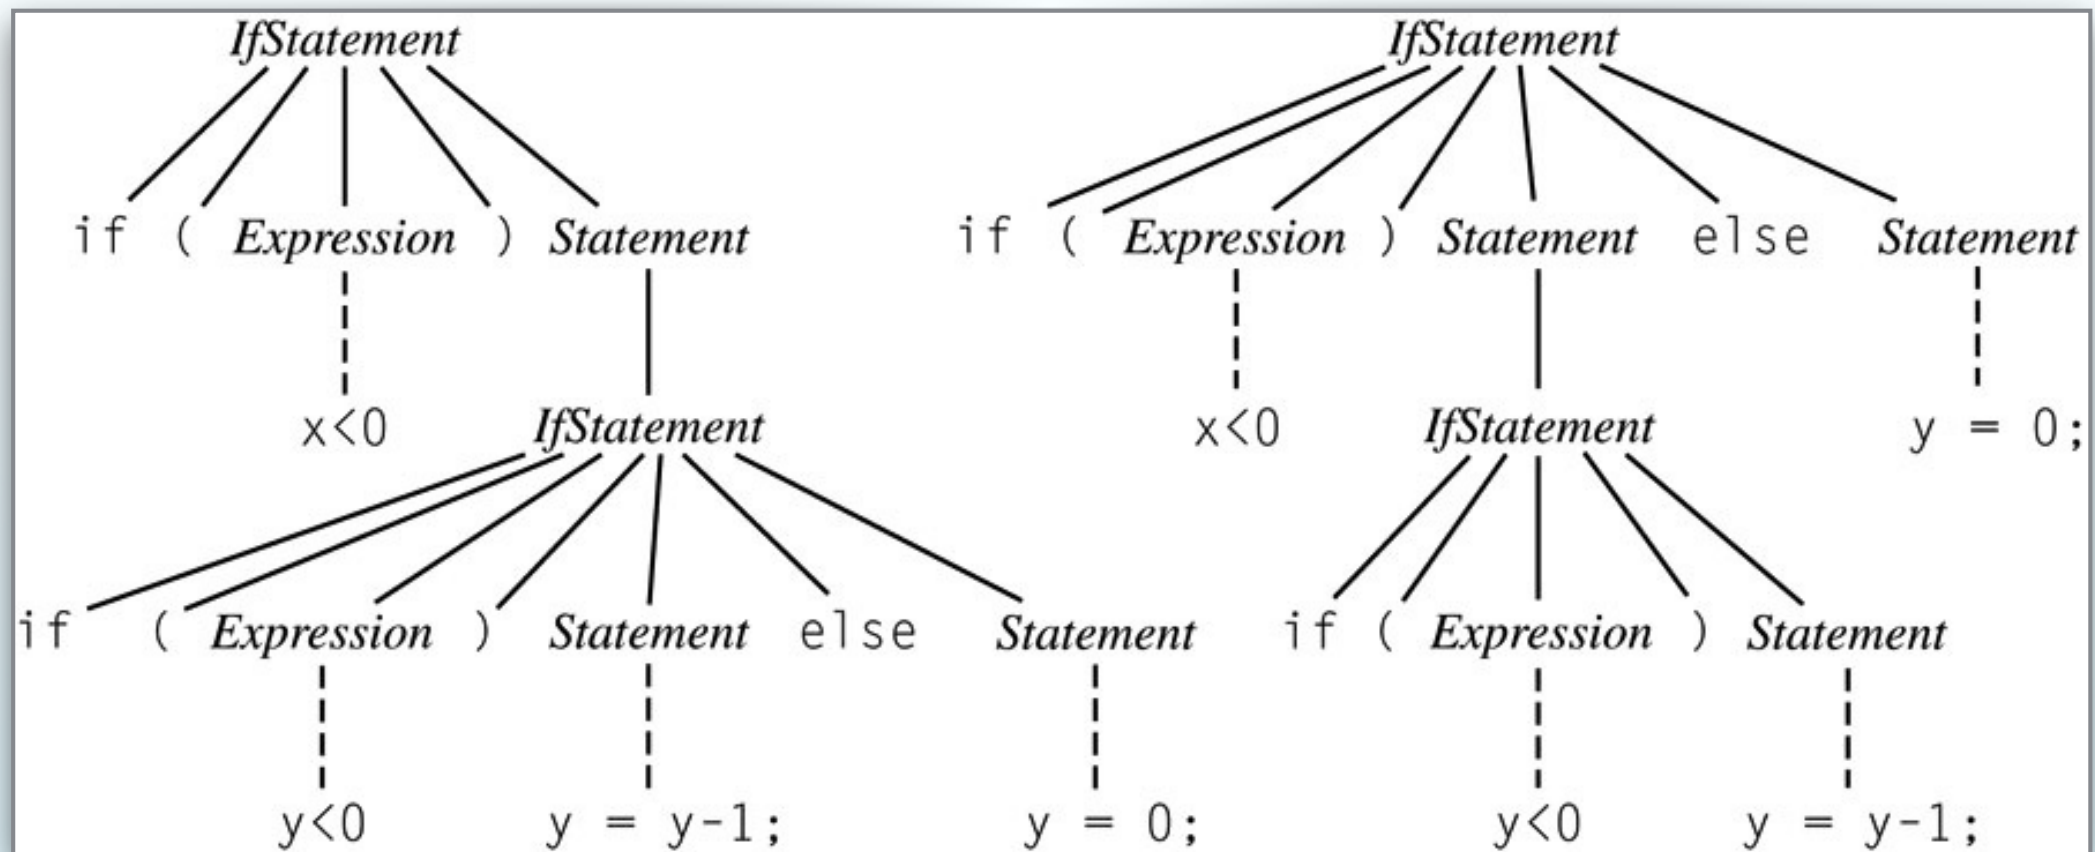 IfStatement IfStatement
if ( Expression ) Statement if ( Expression ) Statement else Statement
x<0 IfStatement x<0 IfStatement y = 0;
if ( Expression ) Statement else Statement if ( Expression ) Statement
y<0 y = y-1; y = 0; y<0 y = y-1;